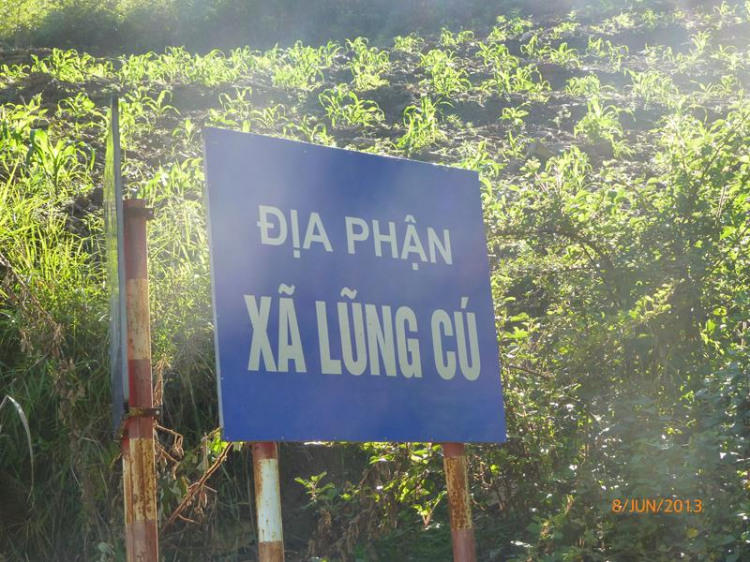 ĐỊA PHẬN
XÃ LŨNG CÚ
8/JUN/2013